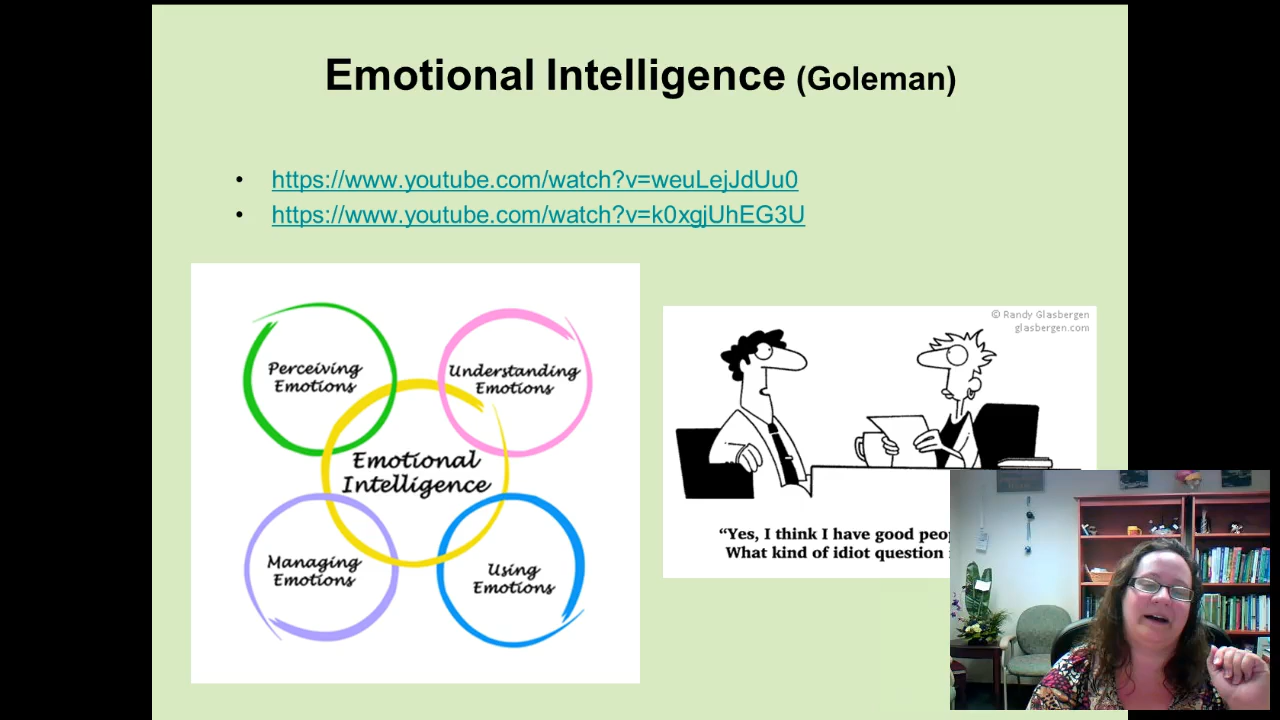 Emotional Intelligence (Goleman)
• https://www.youtube.com/watch?v=weuLejJdUu0
• https://www.youtube.com/watch?v=k0xgjUhEG3U
Perceiving
Emotions
Understanding
Emotions
Emotional
Intelligence
Managing
Emotions
Using
Emotions
© Randy Glasbergen
glasbergen.com
“Yes, I think I have good
What kind of idiot question